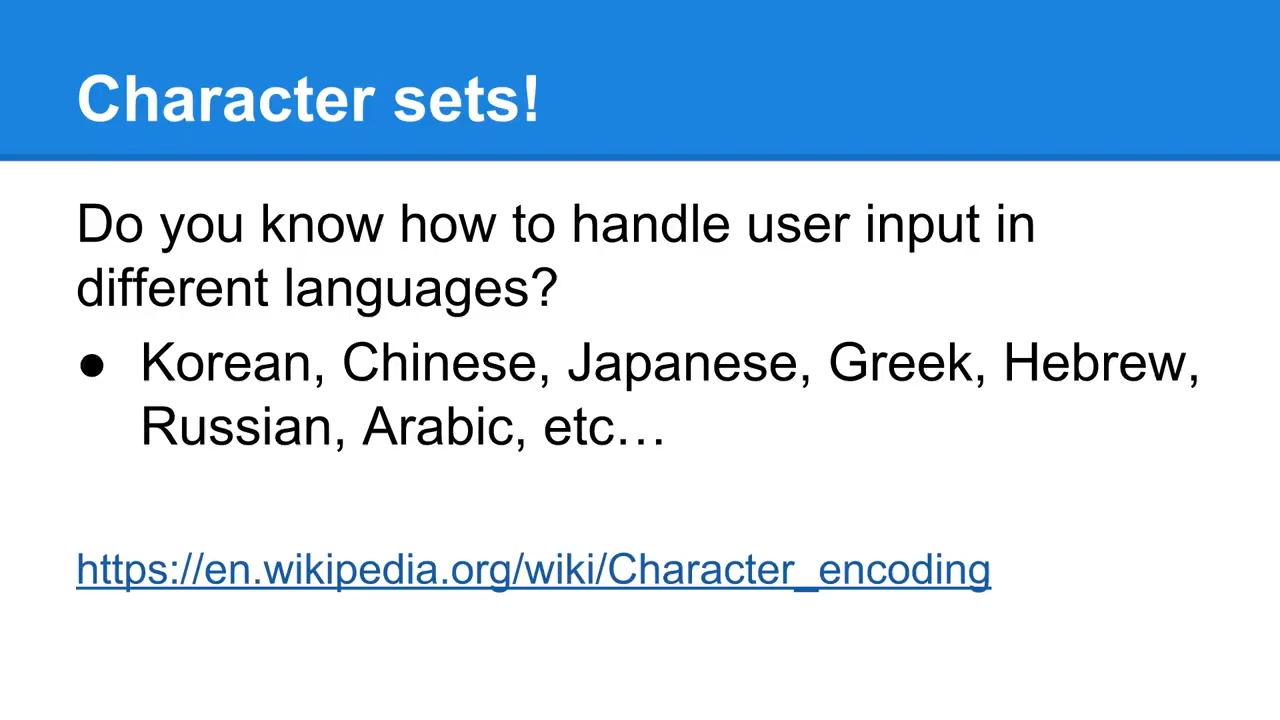 Character sets!
Do you know how to handle user input in
different languages?
● Korean, Chinese, Japanese, Greek, Hebrew,
Russian, Arabic, etc…
https://en.wikipedia.org/wiki/Character_encoding